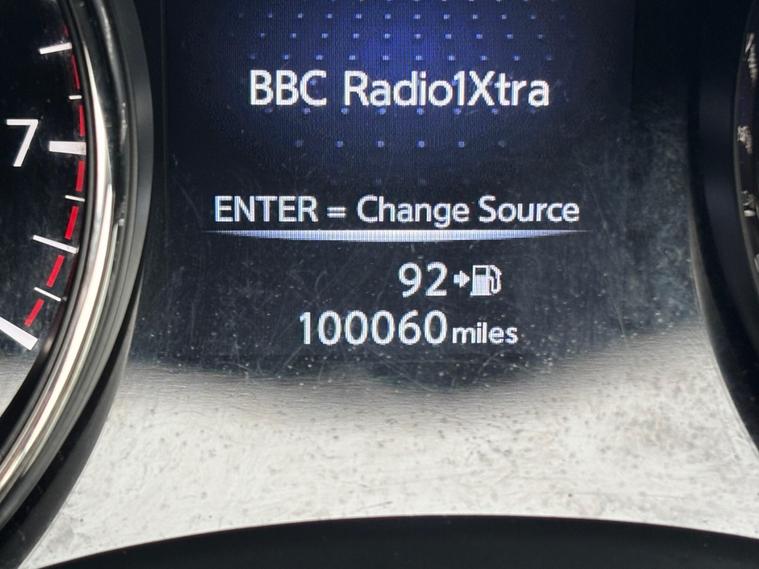 BBC Radio1Xtra
7
ENTER = Change Source
92
100060 miles